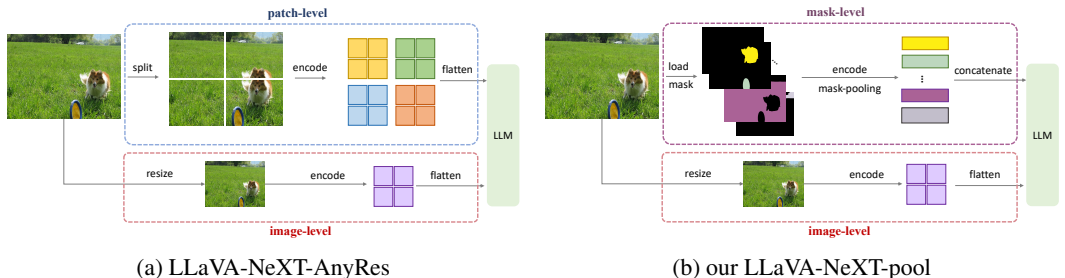 patch-level
split
encode
flatten
LLM
resize
encode
flatten
image-level
(a) LLaVA-NeXT-AnyRes
mask-level
load
mask
encode
mask-pooling
concatenate
LLM
resize
encode
flatten
image-level
(b) our LLaVA-NeXT-pool